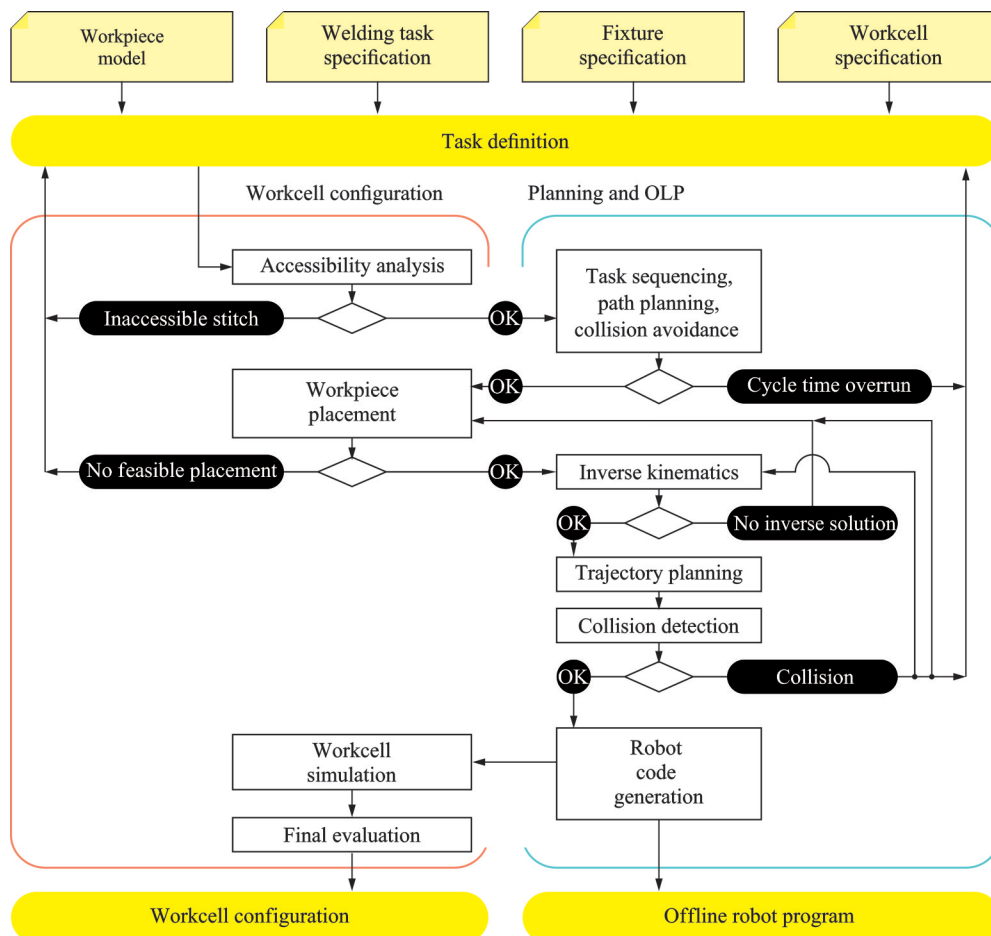 Workpiece
model
Welding task
specification
Fixture
specification
Workcell
specification
Task definition
Workcell configuration
Planning and OLP
Accessibility analysis
Task sequencing,
path planning,
collision avoidance
Inaccessible stitch
OK
OK
Cycle time overrun
Workpiece
placement
No feasible placement
OK
Inverse kinematics
OK
No inverse solution
Trajectory planning
Collision detection
OK
Collision
Workcell
simulation
Robot
code
generation
Final evaluation
Workcell configuration
Offline robot program